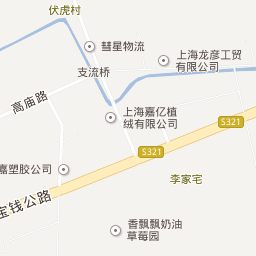 伏虎村
彗星物流
上海龙彦工贸
有限公司
支流桥
高庙路
上海嘉亿植
绒有限公司
S321
S321
嘉塑胶公司
李家宅
宝钱公路
香飘飘奶油
草莓园